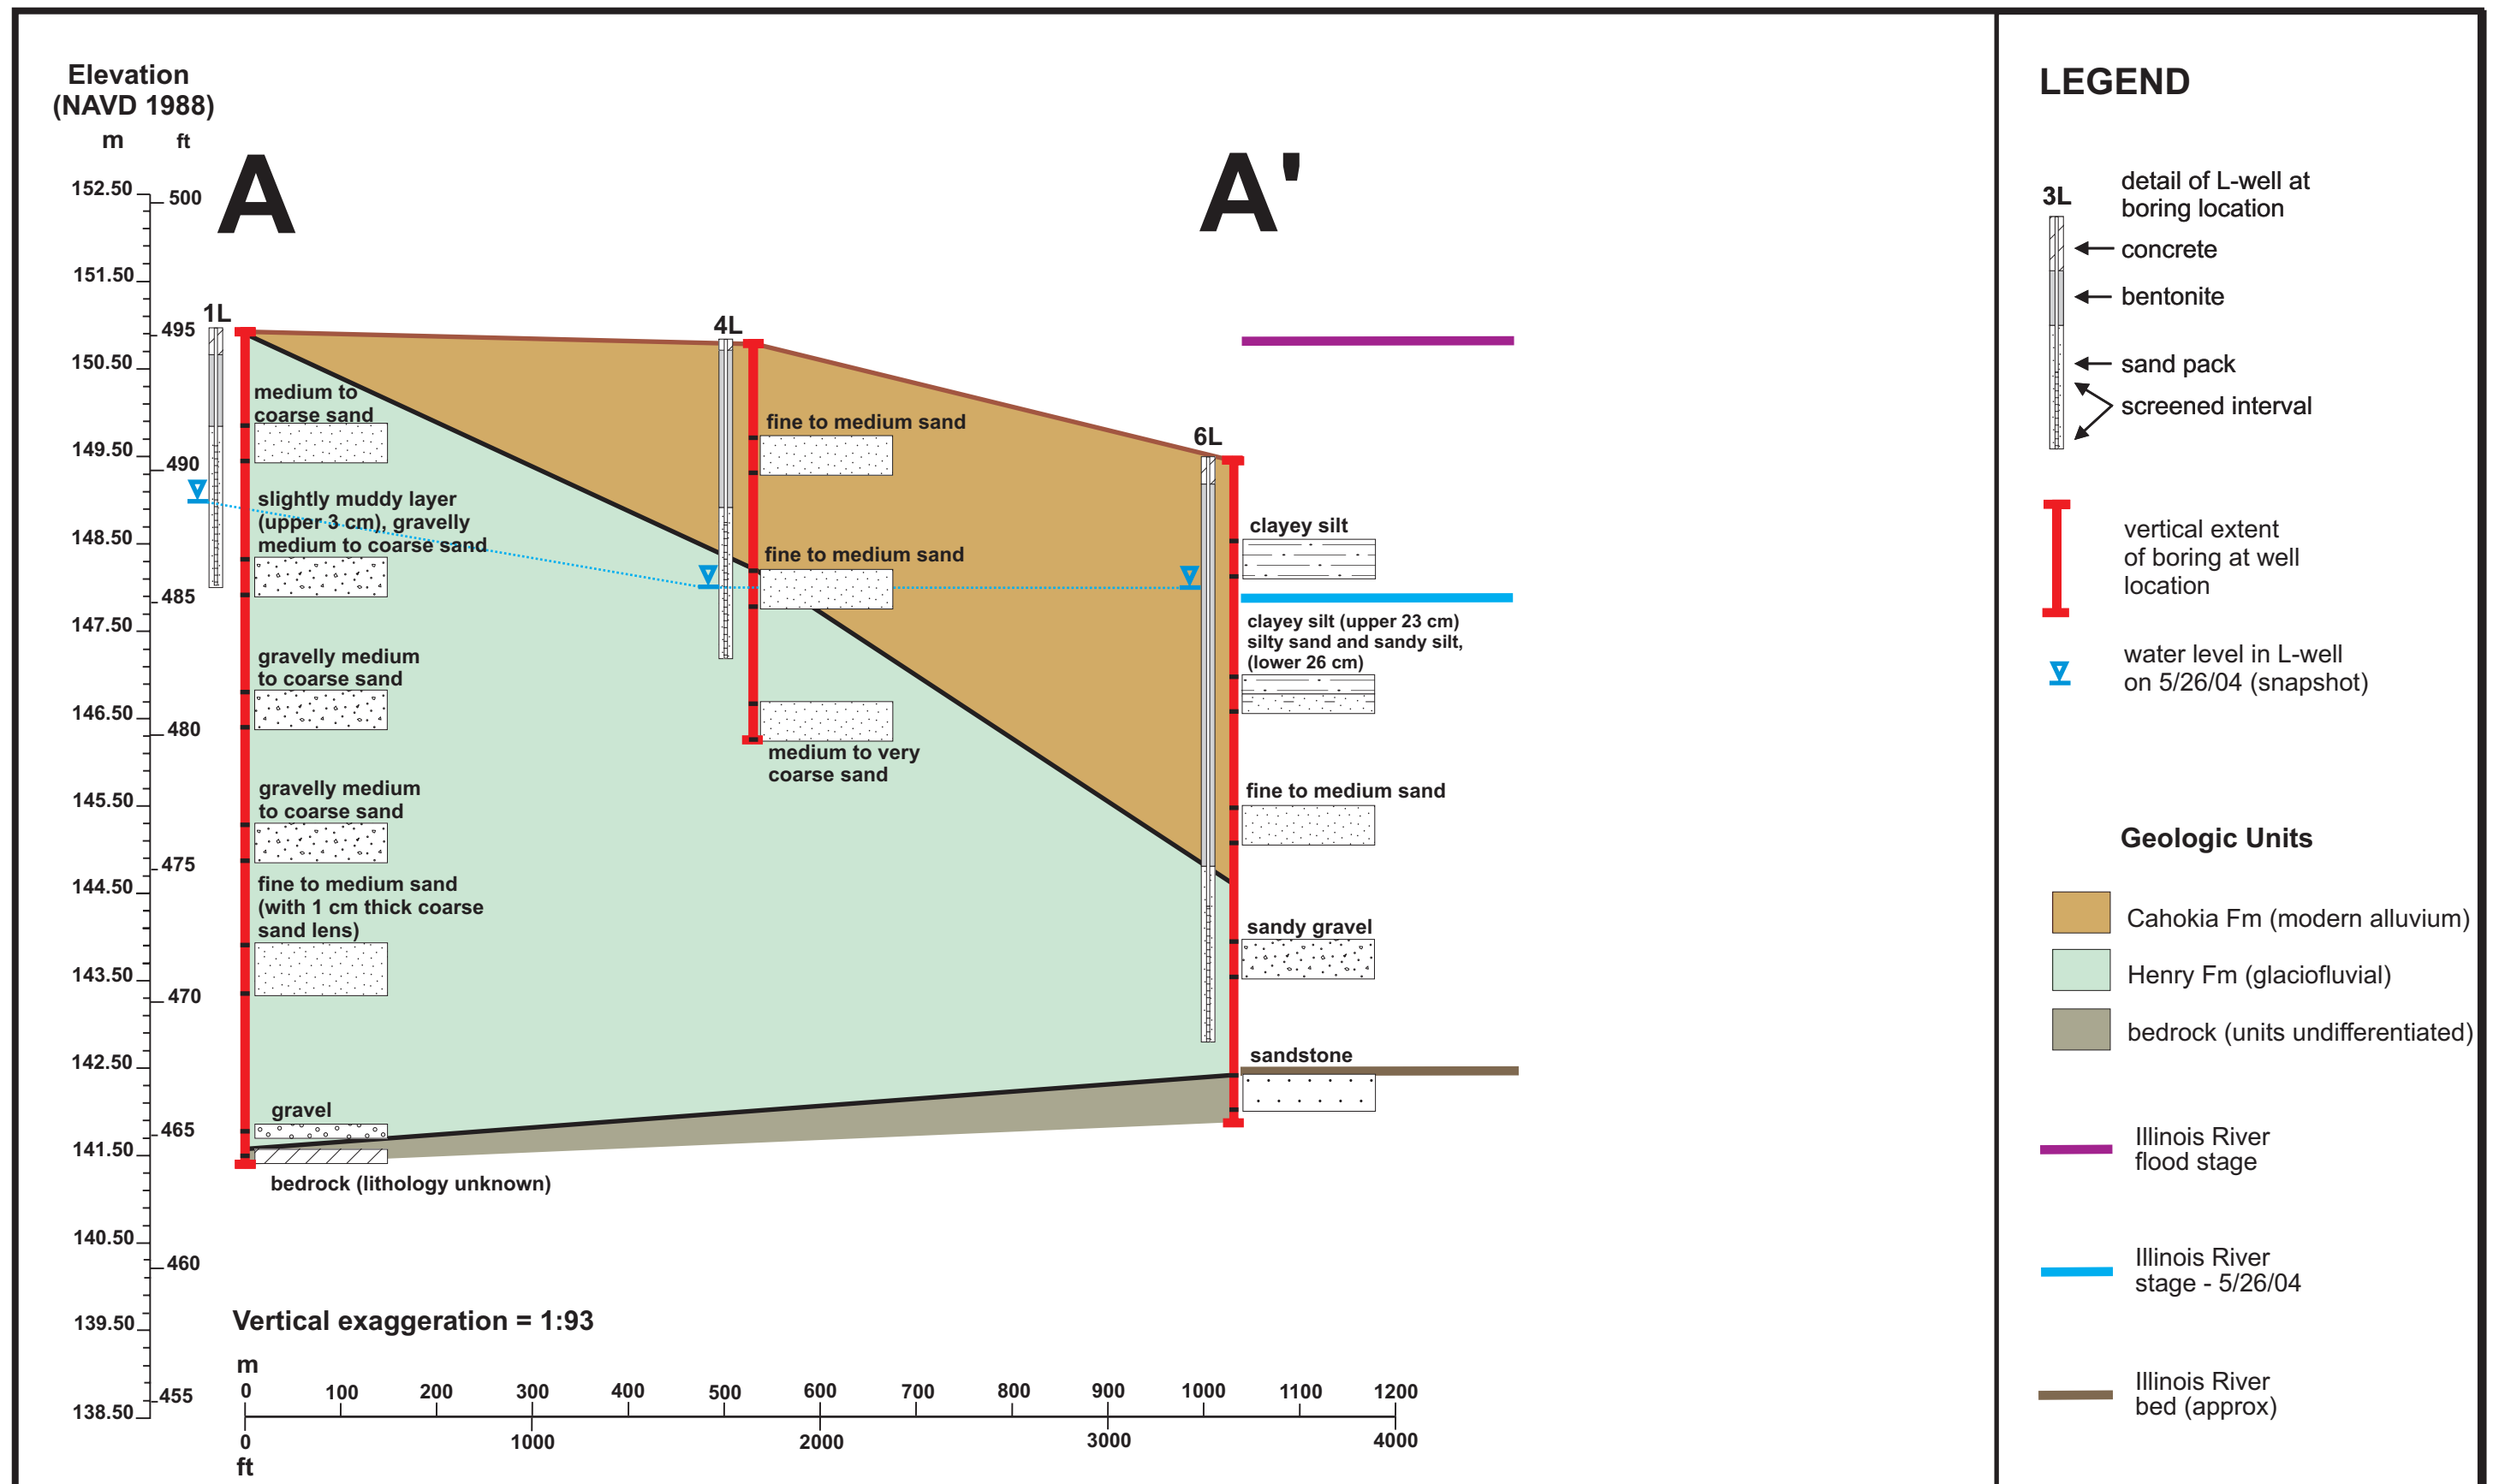 Elevation
(NAVD 1988)
m ft
A
A'
152.50
500
151.50
495
150.50
149.50
490
148.50
485
147.50
146.50
480
145.50
475
144.50
143.50
470
142.50
465
141.50
140.50
460
139.50
455
138.50
1L
medium to
coarse sand
slightly muddy layer
(upper 3 cm), gravelly
medium to coarse sand
gravelly medium
to coarse sand
gravelly medium
to coarse sand
fine to medium sand
(with 1 cm thick coarse
sand lens)
gravel
bedrock (lithology unknown)
4L
fine to medium sand
fine to medium sand
medium to very
coarse sand
6L
clayey silt
clayey silt (upper 23 cm)
silty sand and sandy silt,
(lower 26 cm)
fine to medium sand
sandy gravel
sandstone
Vertical exaggeration = 1:93
m
0 100 200 300 400 500 600 700 800 900 1000 1100 1200
0 1000 2000 3000 4000
ft
LEGEND
3L
detail of L-well at
boring location
concrete
bentonite
sand pack
screened interval
vertical extent
of boring at well
location
water level in L-well
on 5/26/04 (snapshot)
Geologic Units
Cahokia Fm (modern alluvium)
Henry Fm (glaciofluvial)
bedrock (units undifferentiated)
Illinois River
flood stage
Illinois River
stage - 5/26/04
Illinois River
bed (approx)